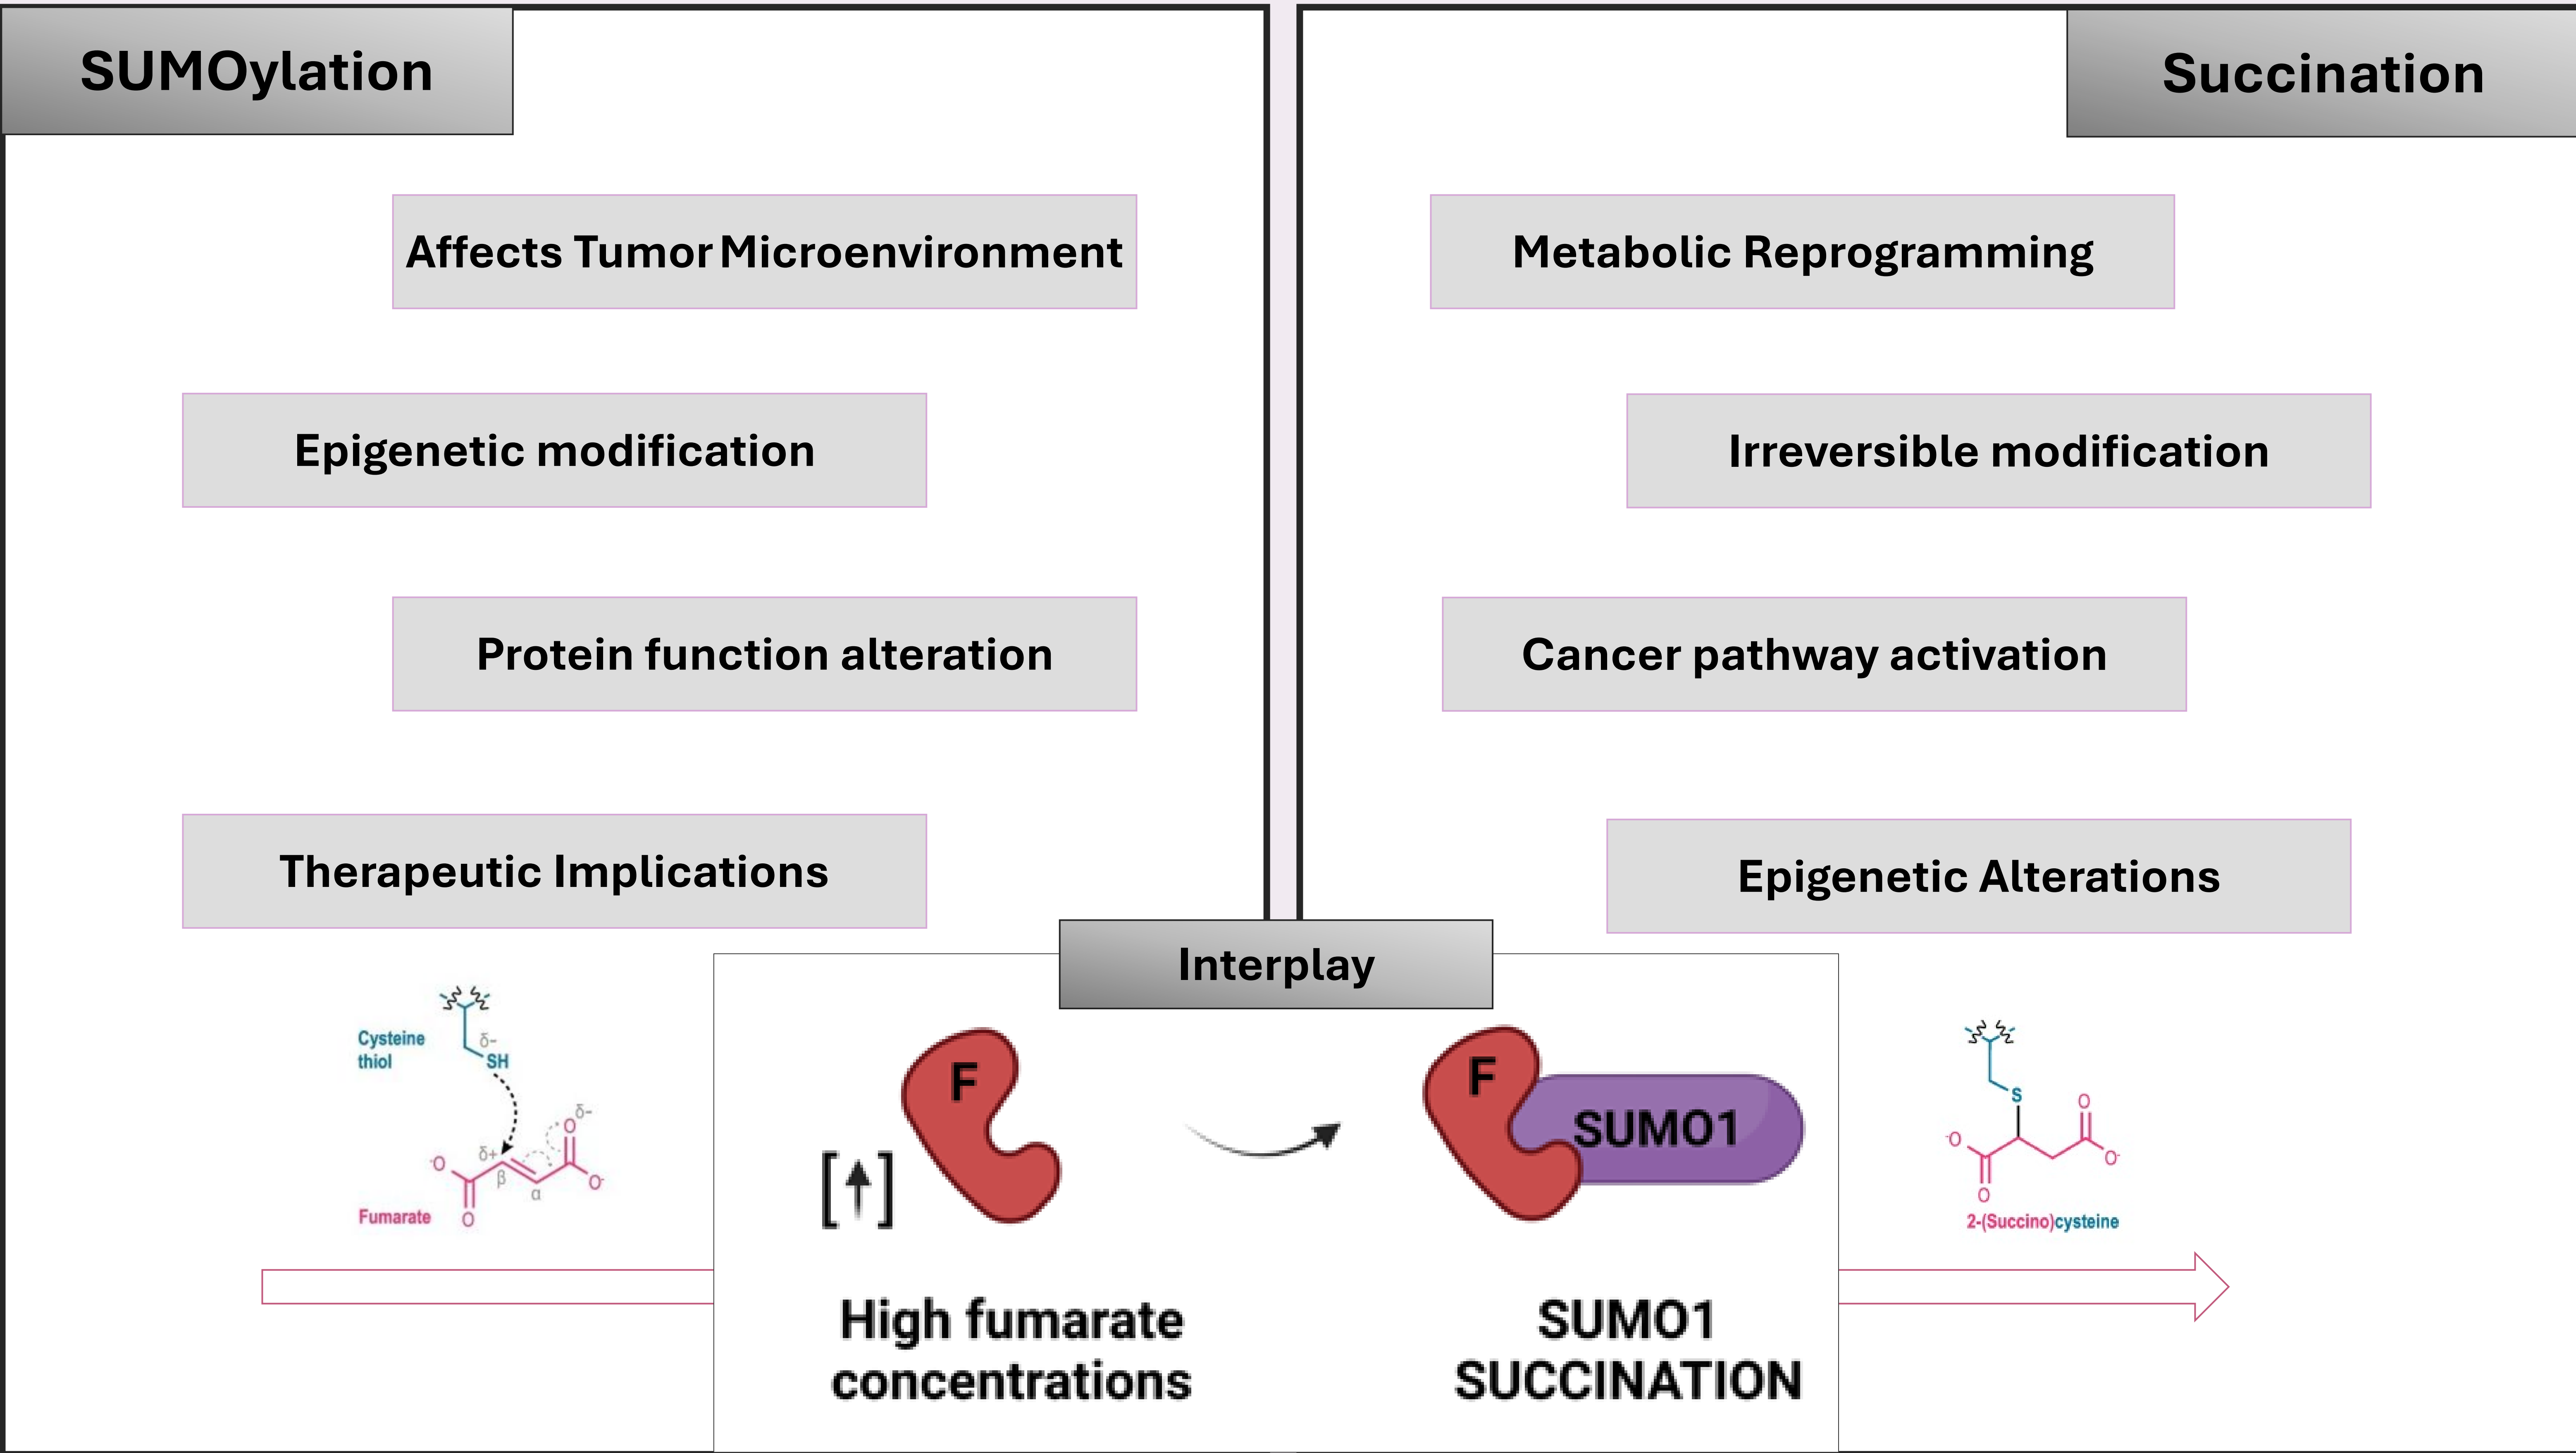 SUMOylation
Succination
Affects Tumor Microenvironment
Epigenetic modification
Protein function alteration
Therapeutic Implications
Metabolic Reprogramming
Irreversible modification
Cancer pathway activation
Epigenetic Alterations
Interplay
Cysteine
thiol
δ-
SH
δ-
O
δ+
-O
β
α
O-
O
Fumarate
F
[↑]
High fumarate
concentrations
F
SUMO1
SUMO1
SUCCINATION
S
O
-O
O-
O
2-(Succino)cysteine